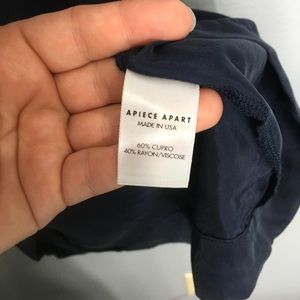 APIECE APART
MADE IN USA
60% CUPRO
40% RAYON/VISCOSE